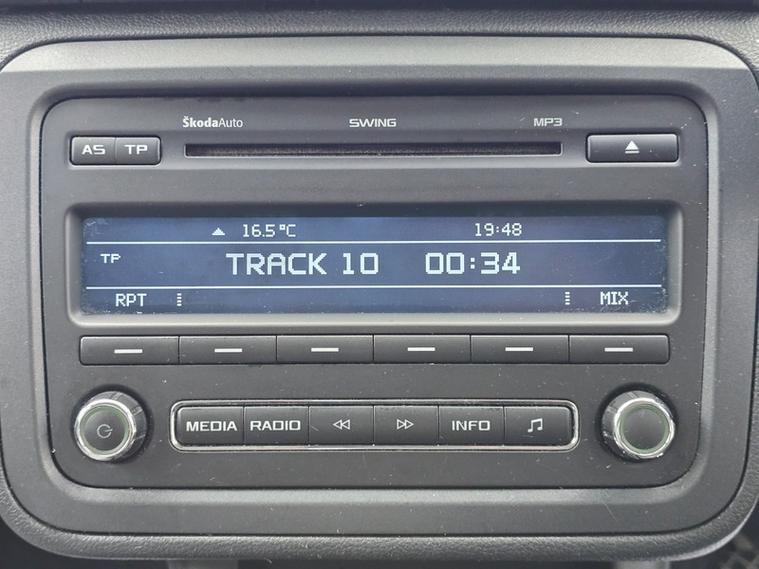 ŠkodaAuto SWING MP3
AS TP
16.5°C 19:48
TP TRACK 10 00:34
RPT MIX
MEDIA RADIO INFO